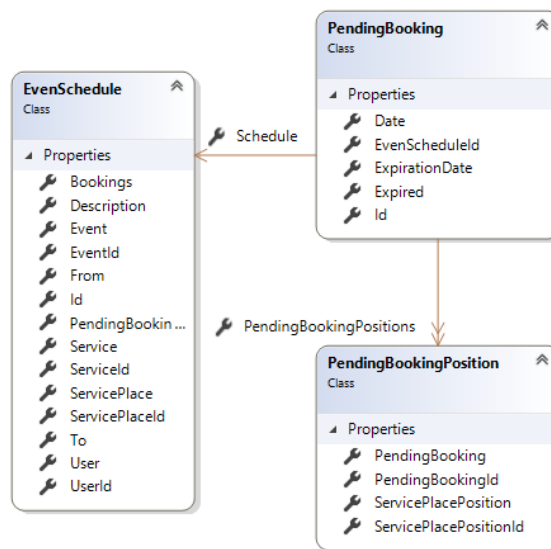 EvenSchedule
Class
Properties
Bookings
Description
Event
EventId
From
Id
PendingBookin ...
Service
ServiceId
ServicePlace
ServicePlaceId
To
User
UserId
Schedule
PendingBooking
Class
Properties
Date
EvenScheduleId
ExpirationDate
Expired
Id
PendingBookingPositions
PendingBookingPosition
Class
Properties
PendingBooking
PendingBookingId
ServicePlacePosition
ServicePlacePositionId